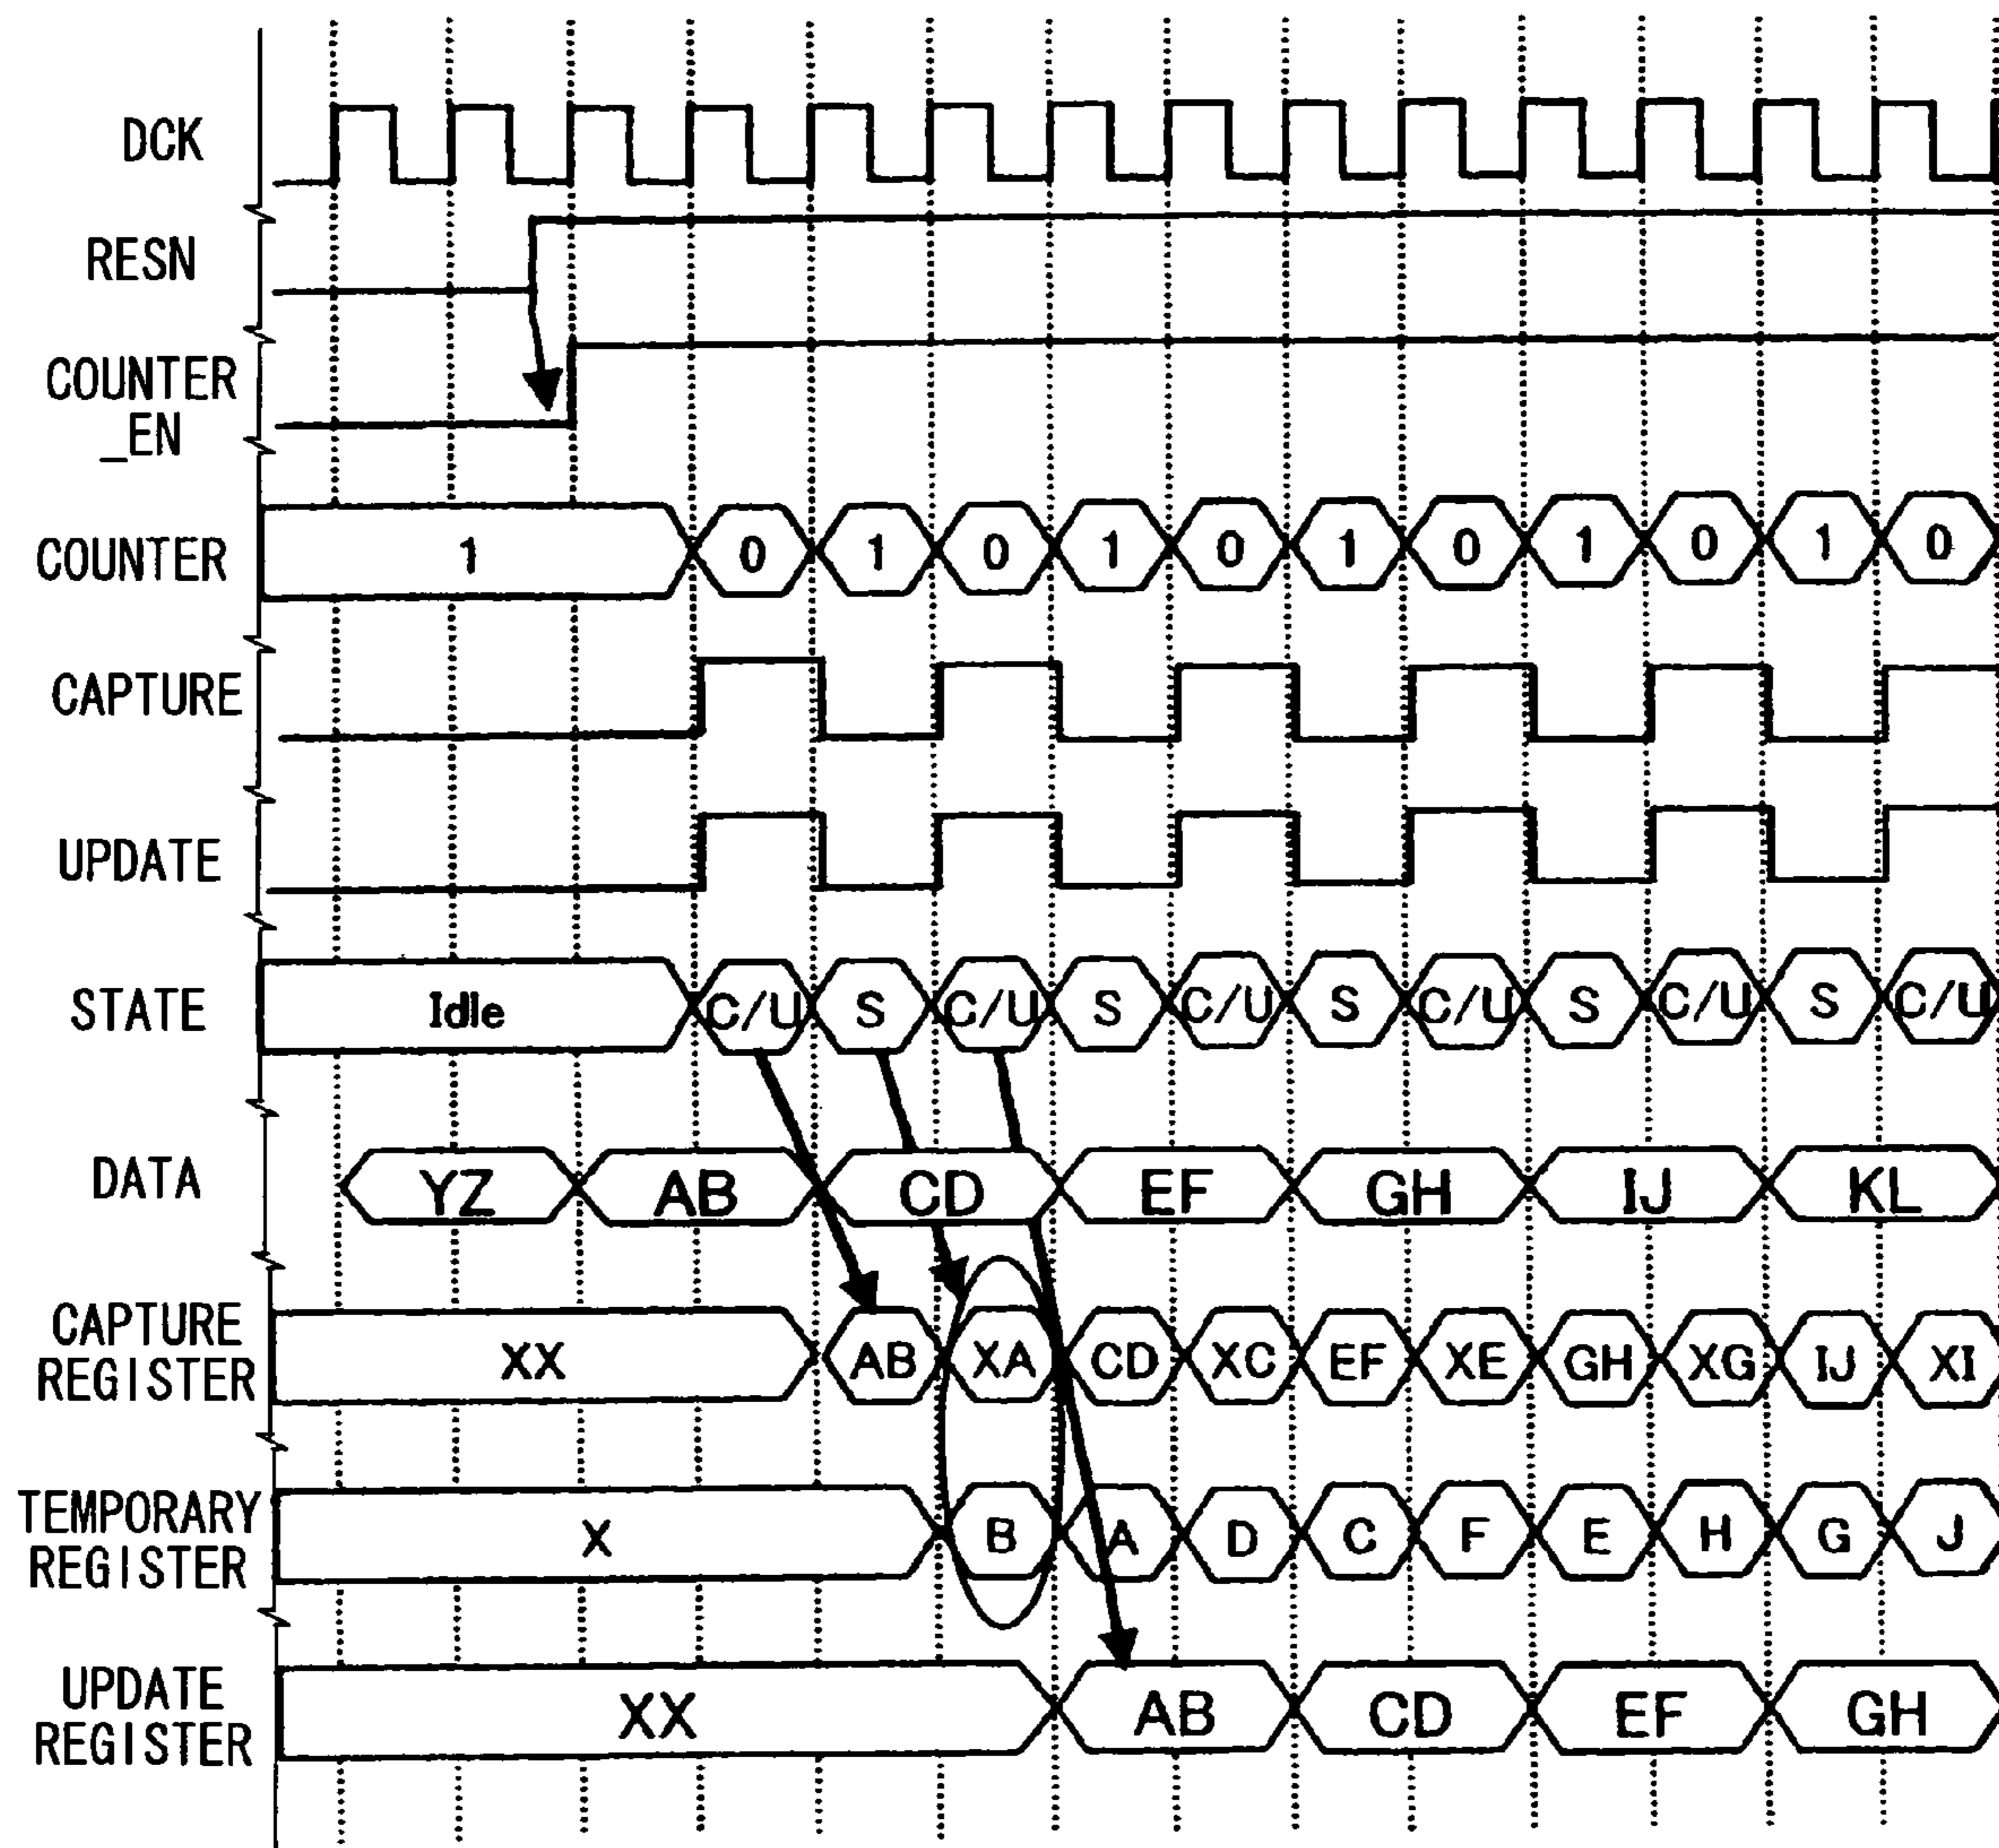 DCK
RESN
COUNTER
_EN
COUNTER 1 0 1 0 1 0 1 0 1 0 1 0
CAPTURE
UPDATE
STATE Idle C/U S C/U S C/U S C/U S C/U S C/U
DATA YZ AB CD EF GH IJ KL
CAPTURE
REGISTER XX AB XA CD XC EF XE GH XG IJ XI
TEMPORARY
REGISTER X B A D C F E H G J
UPDATE
REGISTER XX AB CD EF GH